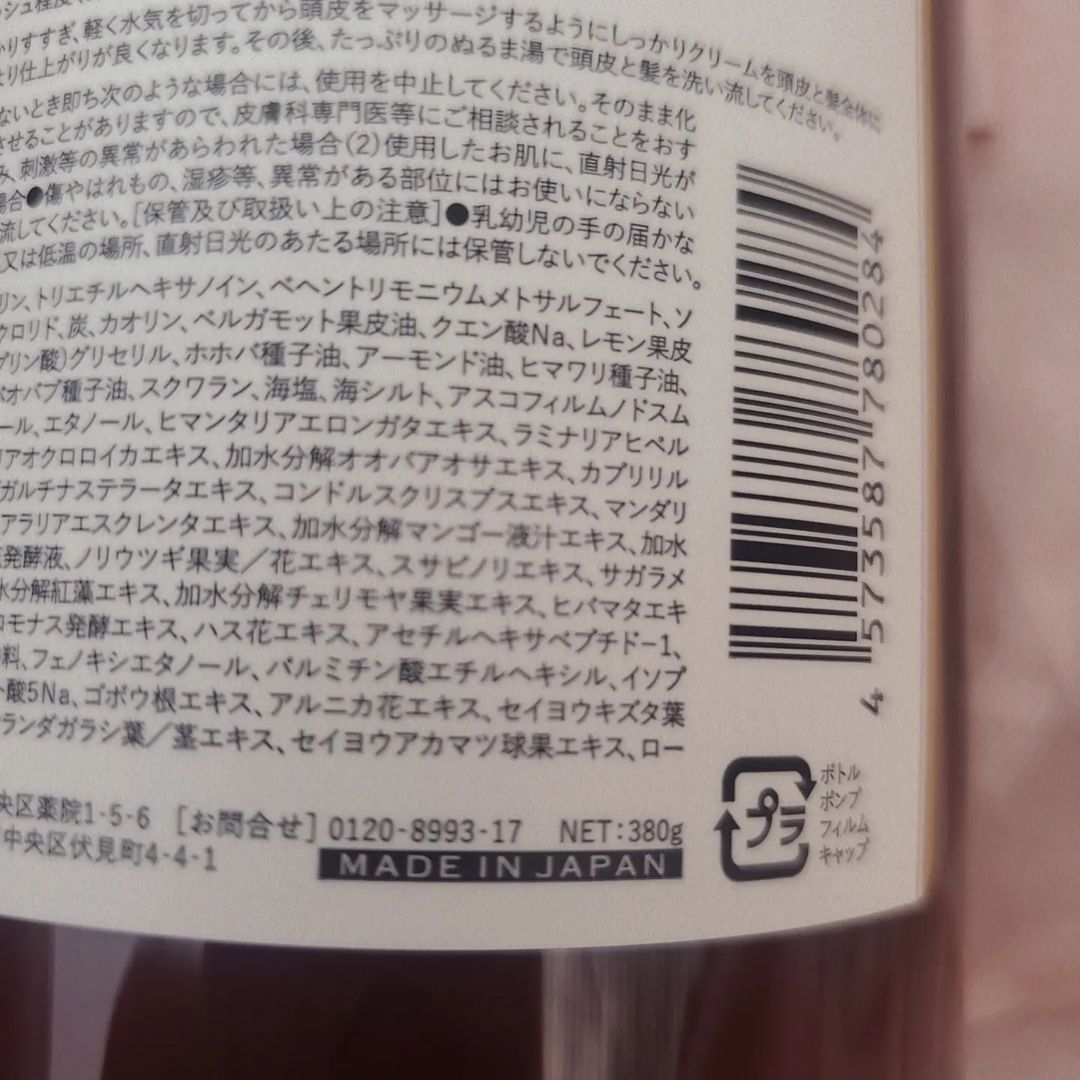 かりすすぎ、軽く水気を切ってから頭皮をマッサージするようにしっかりクリームを頭皮と髪全体に
より仕上がりが良くなります。その後、たっぷりのぬるま湯で頭皮と髪を洗い流してください。
ないとき即ち次のような場合には、使用を中止してください。そのまま化
させることがありますので、皮膚科専門医等にご相談されることをおす
み、刺激等の異常があらわれた場合(2)使用したお肌に、直射日光が
場合●傷やはれもの、湿疹等、異常がある部位にはお使いにならない
流してください。[保管及び取扱い上の注意]●乳幼児の手の届かな
又は低温の場所、直射日光のあたる場所には保管しないでください。
リン、トリエチルヘキサノイン、ベヘントリモニウムメトサルフェート、ソ
クロリド、炭、カオリン、ベルガモット果皮油、クエン酸Na、レモン果皮
グリン酸)グリセリル、ホホバ種子油、アーモンド油、ヒマワリ種子油、
バオバブ種子油、スクワラン、海塩、海シルト、アスコフィルムノドスム
ール、エタノール、ヒマンタリアエロンガタエキス、ラミナリアヒペル
リアオクロロイカエキス、加水分解オオバアオサエキス、カプリリル
ガルチナステラータエキス、コンドルスクリスプスエキス、マンダリ
アラリアエスクレンタエキス、加水分解マンゴー液汁エキス、加水
発酵液、ノリウツギ果実/花エキス、スサビノリエキス、サガラメ
水分解紅藻エキス、加水分解チェリモヤ果実エキス、ヒバマタエキ
ロモナス発酵エキス、ハス花エキス、アセチルヘキサペプチド-1、
料、フェノキシエタノール、パルミチン酸エチルヘキシル、イソプ
酸5Na、ゴボウ根エキス、アルニカ花エキス、セイヨウキズタ葉
ランダガラシ葉/茎エキス、セイヨウアカマツ球果エキス、ロー
央区薬院1-5-6 [お問合せ] 0120-8993-17 NET:380g
中央区伏見町4-4-1
MADE IN JAPAN
4573587780284
プラ
ボトル
ポンプ
フィルム
キャップ